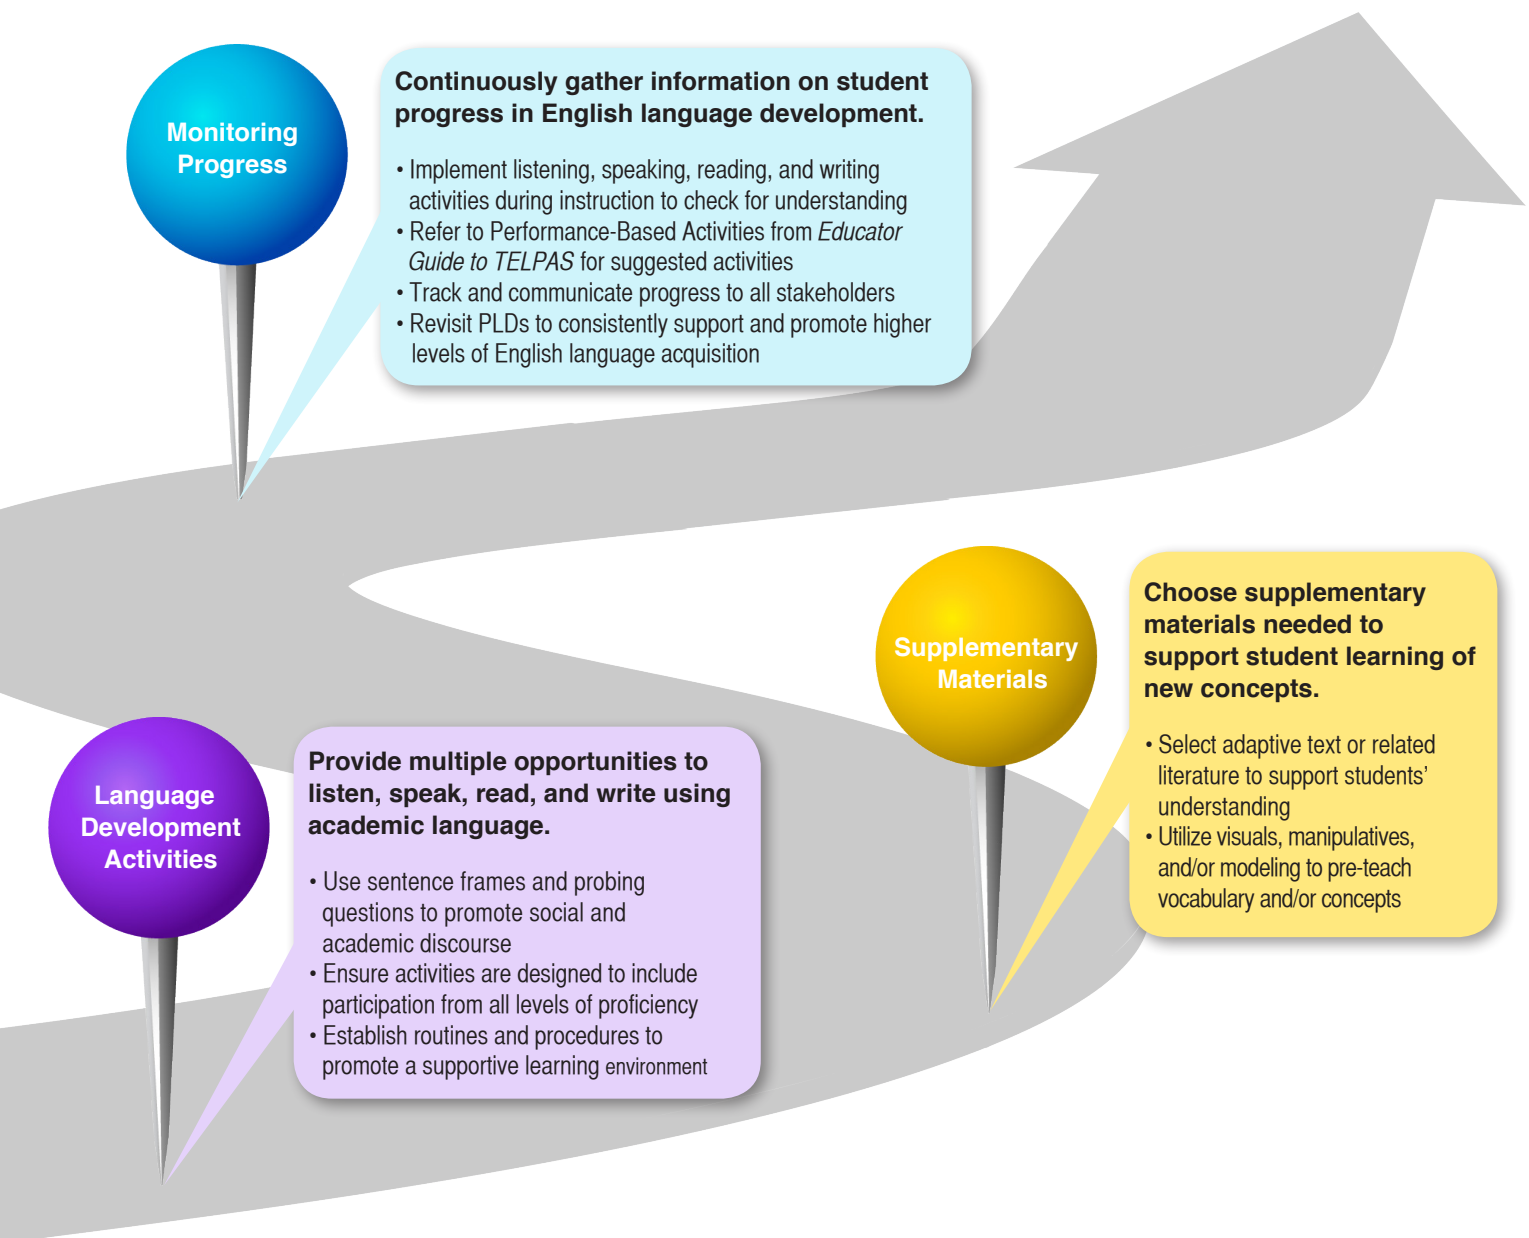 Monitoring
Progress
Continuously gather information on student
progress in English language development.
• Implement listening, speaking, reading, and writing
activities during instruction to check for understanding
• Refer to Performance-Based Activities from Educator
Guide to TELPAS for suggested activities
• Track and communicate progress to all stakeholders
• Revisit PLDs to consistently support and promote higher
levels of English language acquisition
Supplementary
Materials
Choose supplementary
materials needed to
support student learning of
new concepts.
• Select adaptive text or related
literature to support students’
understanding
• Utilize visuals, manipulatives,
and/or modeling to pre-teach
vocabulary and/or concepts
Language
Development
Activities
Provide multiple opportunities to
listen, speak, read, and write using
academic language.
• Use sentence frames and probing
questions to promote social and
academic discourse
• Ensure activities are designed to include
participation from all levels of proficiency
• Establish routines and procedures to
promote a supportive learning environment